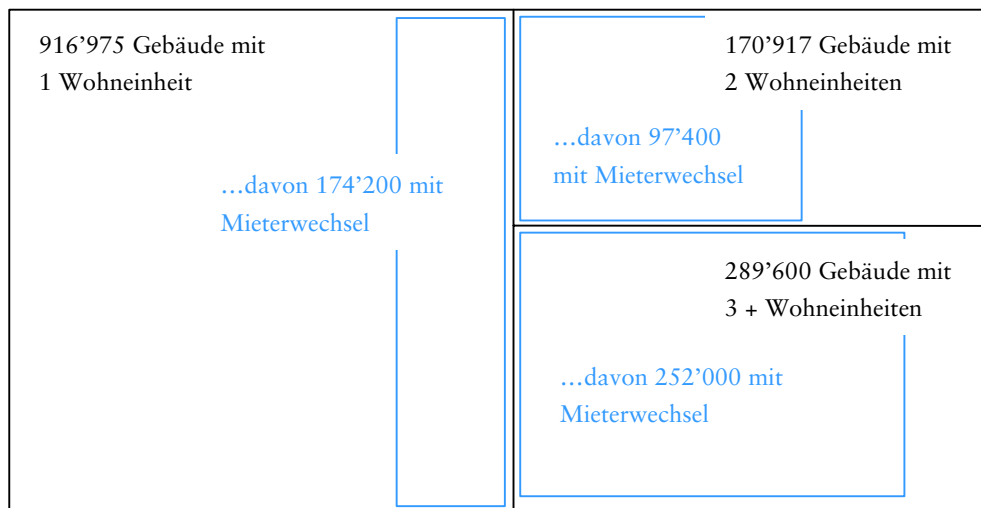 916’975 Gebäude mit
1 Wohneinheit
…davon 174’200 mit
Mieterwechsel
170’917 Gebäude mit
2 Wohneinheiten
…davon 97’400
mit Mieterwechsel
289’600 Gebäude mit
3 + Wohneinheiten
…davon 252’000 mit
Mieterwechsel